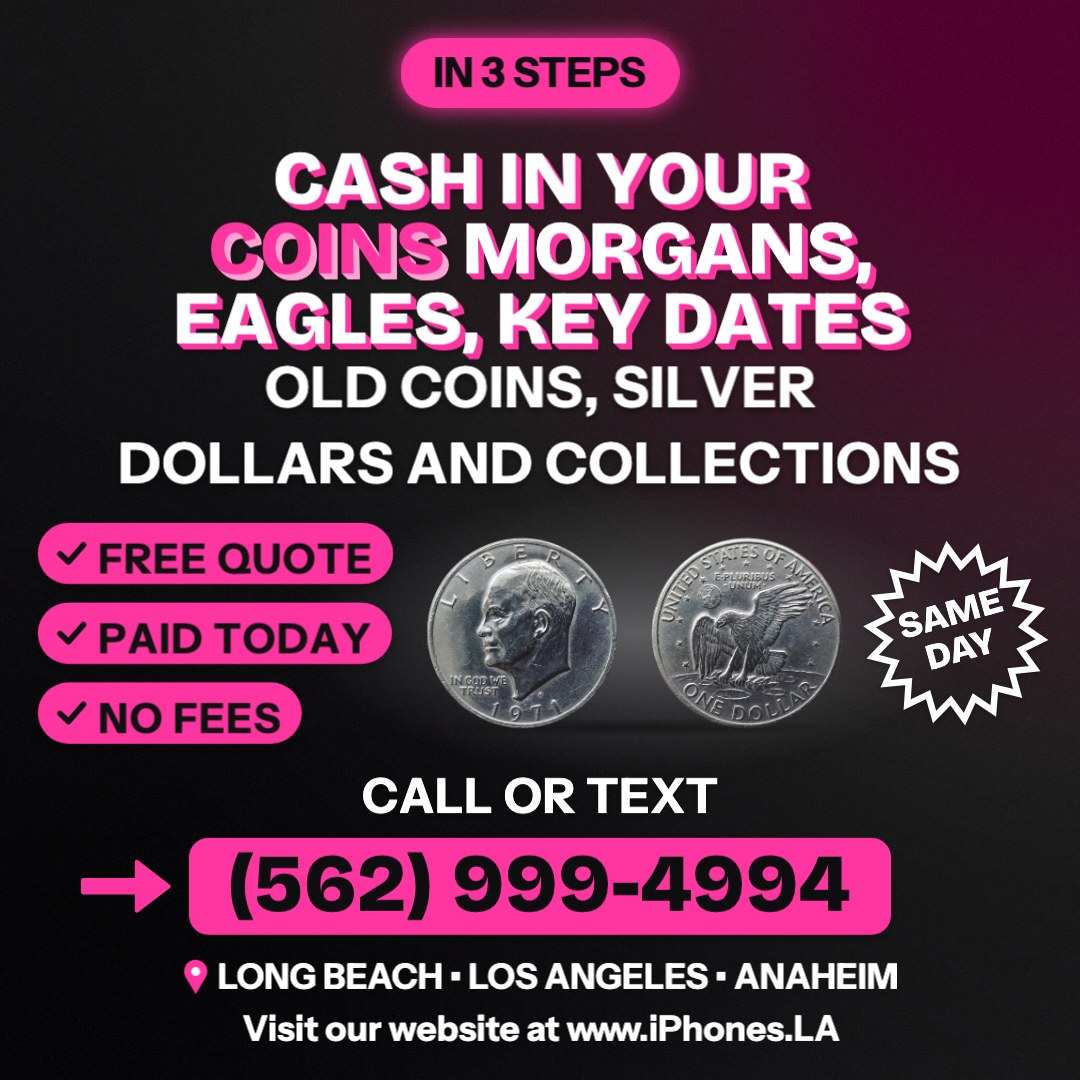 IN 3 STEPS
CASH IN YOUR
COINS MORGANS,
EAGLES, KEY DATES
OLD COINS, SILVER
DOLLARS AND COLLECTIONS
FREE QUOTE
PAID TODAY
NO FEES
LIBERTY
IN GOD WE
TRUST
1971
UNITED STATES OF AMERICA
E PLURIBUS
UNUM
ONE DOLLAR
SAME
DAY
CALL OR TEXT
(562) 999-4994
LONG BEACH ▪ LOS ANGELES ▪ ANAHEIM
Visit our website at www.iPhones.LA